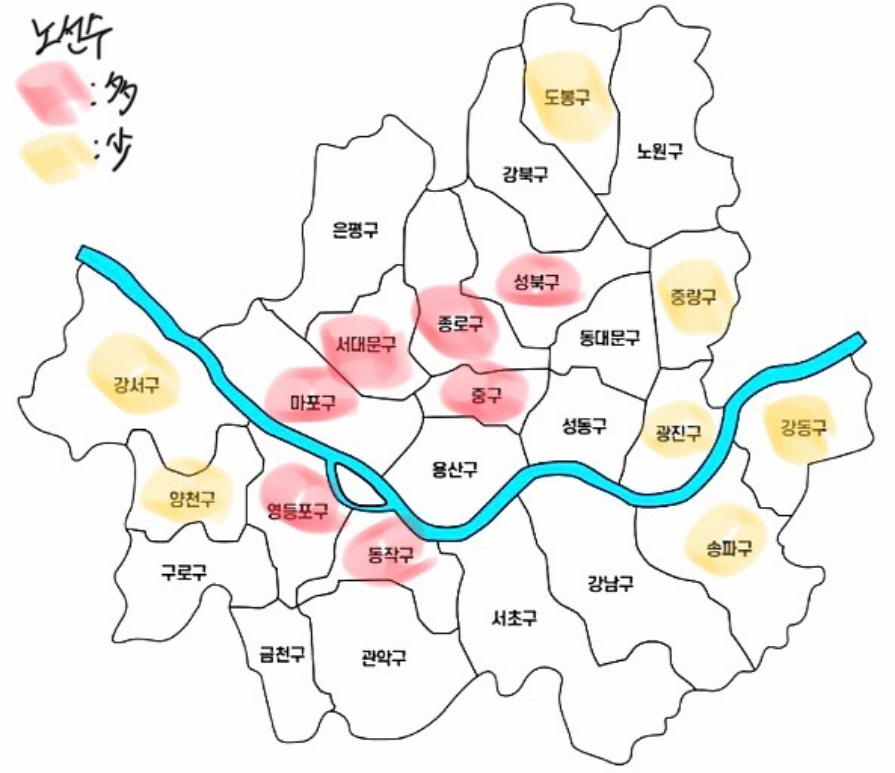 노선수
: 多
: 少
도봉구
노원구
강북구
은평구
성북구
중랑구
종로구
동대문구
서대문구
강서구
마포구
중구
성동구
광진구
강동구
용산구
양천구
영등포구
송파구
동작구
구로구
강남구
서초구
금천구
관악구